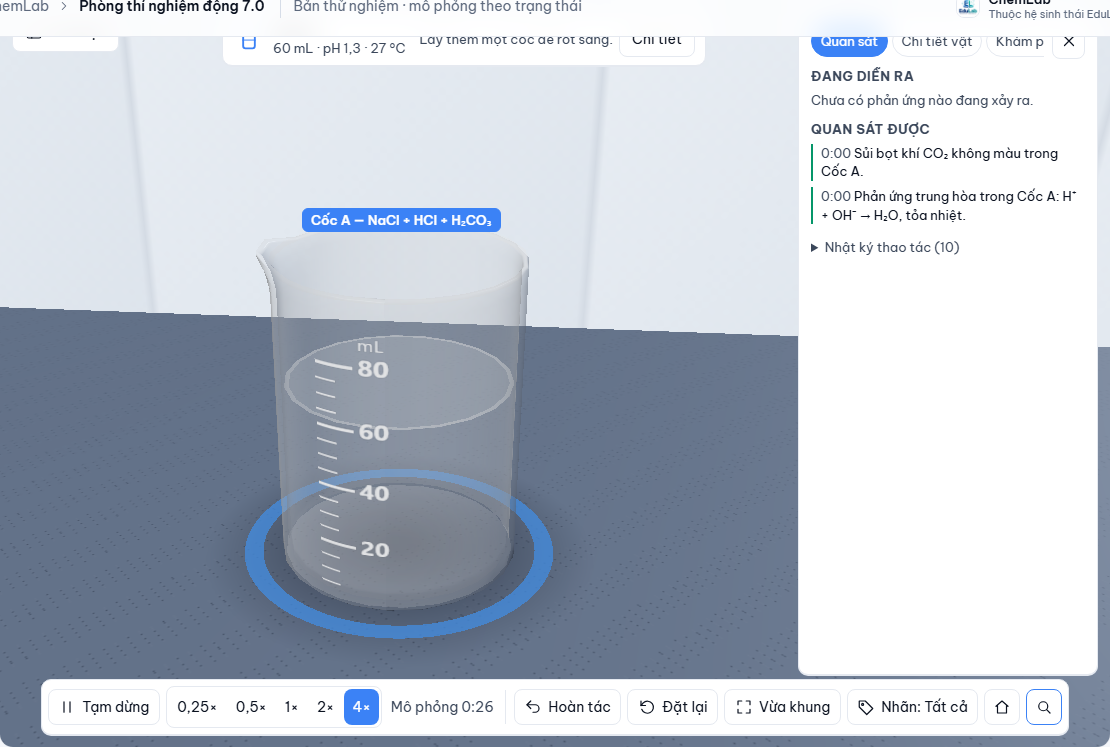 Phòng thí nghiệm động 7.0
Bản thử nghiệm · mô phỏng theo trạng thái
ChemLab
Thuộc hệ sinh thái Edu
60 mL · pH 1,3 · 27 °C
Lấy thêm một cốc để rót sang.
Chi tiết
Quan sát
Chi tiết vật
Khám p
ĐANG DIỄN RA
Chưa có phản ứng nào đang xảy ra.
QUAN SÁT ĐƯỢC
0:00 Sủi bọt khí CO₂ không màu trong
Cốc A.
0:00 Phản ứng trung hòa trong Cốc A: H⁺
+ OH⁻ → H₂O, tỏa nhiệt.
▶ Nhật ký thao tác (10)
Cốc A — NaCl + HCl + H₂CO₃
mL
80
60
40
20
Tạm dừng
0,25×
0,5×
1×
2×
4×
Mô phỏng 0:26
Hoàn tác
Đặt lại
Vừa khung
Nhãn: Tất cả